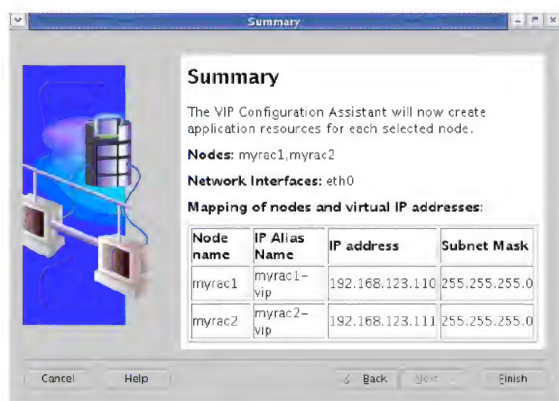 Summary
Summary
The VIP Configuration Assistant will now create
application resources for each selected node.
Nodes: myrac1,myrac2
Network Interfaces: eth0
Mapping of nodes and virtual IP addresses:
Node name IP Alias Name IP address Subnet Mask
myrac1 myrac1-vip 192.168.123.110 255.255.255.0
myrac2 myrac2-vip 192.168.123.111 255.255.255.0
Cancel Help Back Next Finish